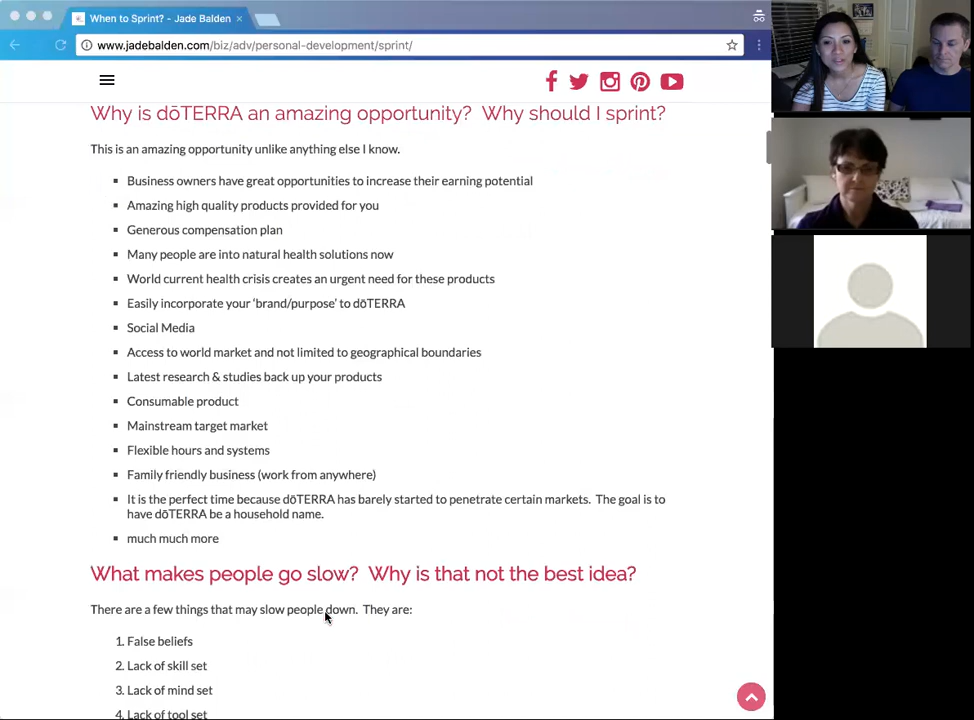 When to Sprint? - Jade Balden
www.jadebalden.com/biz/adv/personal-development/sprint/
Why is dōTERRA an amazing opportunity?  Why should I sprint?
This is an amazing opportunity unlike anything else I know.
▪ Business owners have great opportunities to increase their earning potential
▪ Amazing high quality products provided for you
▪ Generous compensation plan
▪ Many people are into natural health solutions now
▪ World current health crisis creates an urgent need for these products
▪ Easily incorporate your ‘brand/purpose’ to dōTERRA
▪ Social Media
▪ Access to world market and not limited to geographical boundaries
▪ Latest research & studies back up your products
▪ Consumable product
▪ Mainstream target market
▪ Flexible hours and systems
▪ Family friendly business (work from anywhere)
▪ It is the perfect time because dōTERRA has barely started to penetrate certain markets.  The goal is to
have dōTERRA be a household name.
▪ much much more
What makes people go slow?  Why is that not the best idea?
There are a few things that may slow people down.  They are:
1. False beliefs
2. Lack of skill set
3. Lack of mind set
4. Lack of tool set